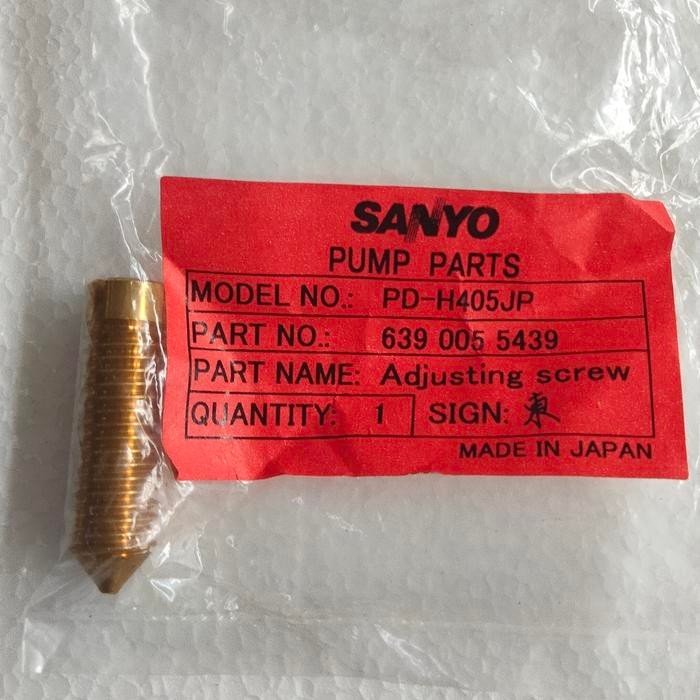 SANYO
PUMP PARTS
MODEL NO.: PD-H405JP
PART NO.: 639 005 5439
PART NAME: Adjusting screw
QUANTITY: 1 SIGN: 東
MADE IN JAPAN